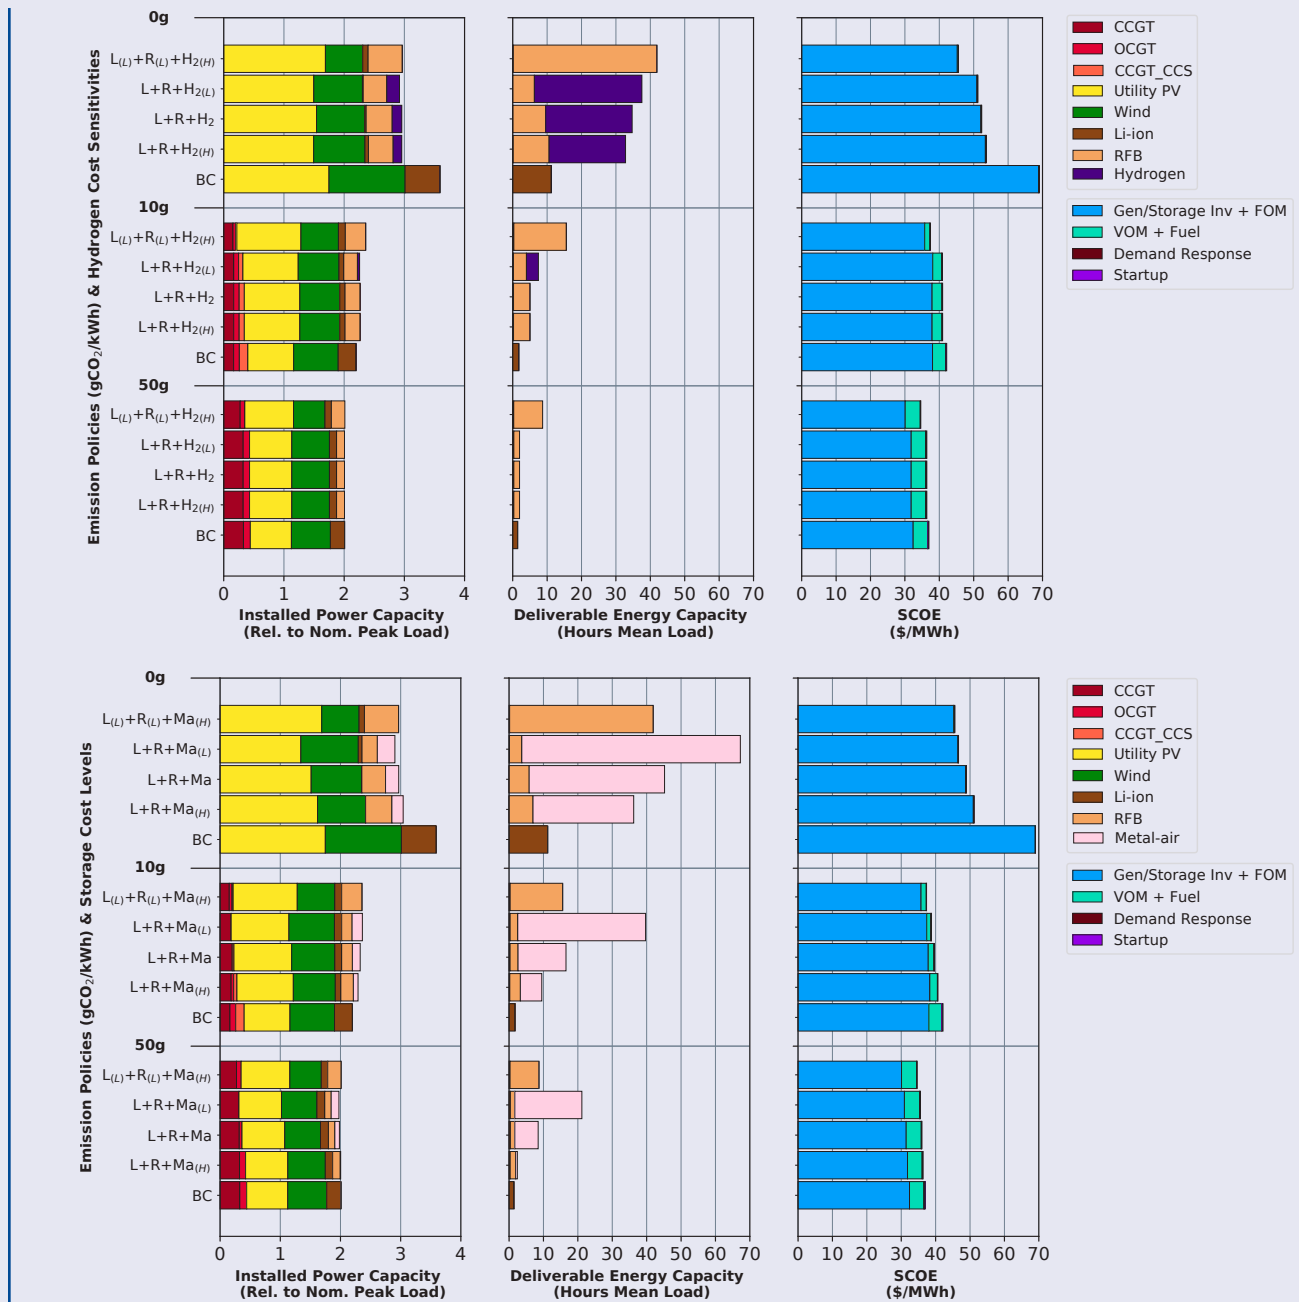 Emission Policies (gCO₂/kWh) & Hydrogen Cost Sensitivities
0g
L(L)+R(L)+H2(H)
L+R+H2(L)
L+R+H2
L+R+H2(H)
BC
10g
L(L)+R(L)+H2(H)
L+R+H2(L)
L+R+H2
L+R+H2(H)
BC
50g
L(L)+R(L)+H2(H)
L+R+H2(L)
L+R+H2
L+R+H2(H)
BC
0 1 2 3 4
Installed Power Capacity
(Rel. to Nom. Peak Load)
0 10 20 30 40 50 60 70
Deliverable Energy Capacity
(Hours Mean Load)
0 10 20 30 40 50 60 70
SCOE
($/MWh)
CCGT
OCGT
CCGT_CCS
Utility PV
Wind
Li-ion
RFB
Hydrogen
Gen/Storage Inv + FOM
VOM + Fuel
Demand Response
Startup
Emission Policies (gCO₂/kWh) & Storage Cost Levels
0g
L(L)+R(L)+Ma(H)
L+R+Ma(L)
L+R+Ma
L+R+Ma(H)
BC
10g
L(L)+R(L)+Ma(H)
L+R+Ma(L)
L+R+Ma
L+R+Ma(H)
BC
50g
L(L)+R(L)+Ma(H)
L+R+Ma(L)
L+R+Ma
L+R+Ma(H)
BC
0 1 2 3 4
Installed Power Capacity
(Rel. to Nom. Peak Load)
0 10 20 30 40 50 60 70
Deliverable Energy Capacity
(Hours Mean Load)
0 10 20 30 40 50 60 70
SCOE
($/MWh)
CCGT
OCGT
CCGT_CCS
Utility PV
Wind
Li-ion
RFB
Metal-air
Gen/Storage Inv + FOM
VOM + Fuel
Demand Response
Startup